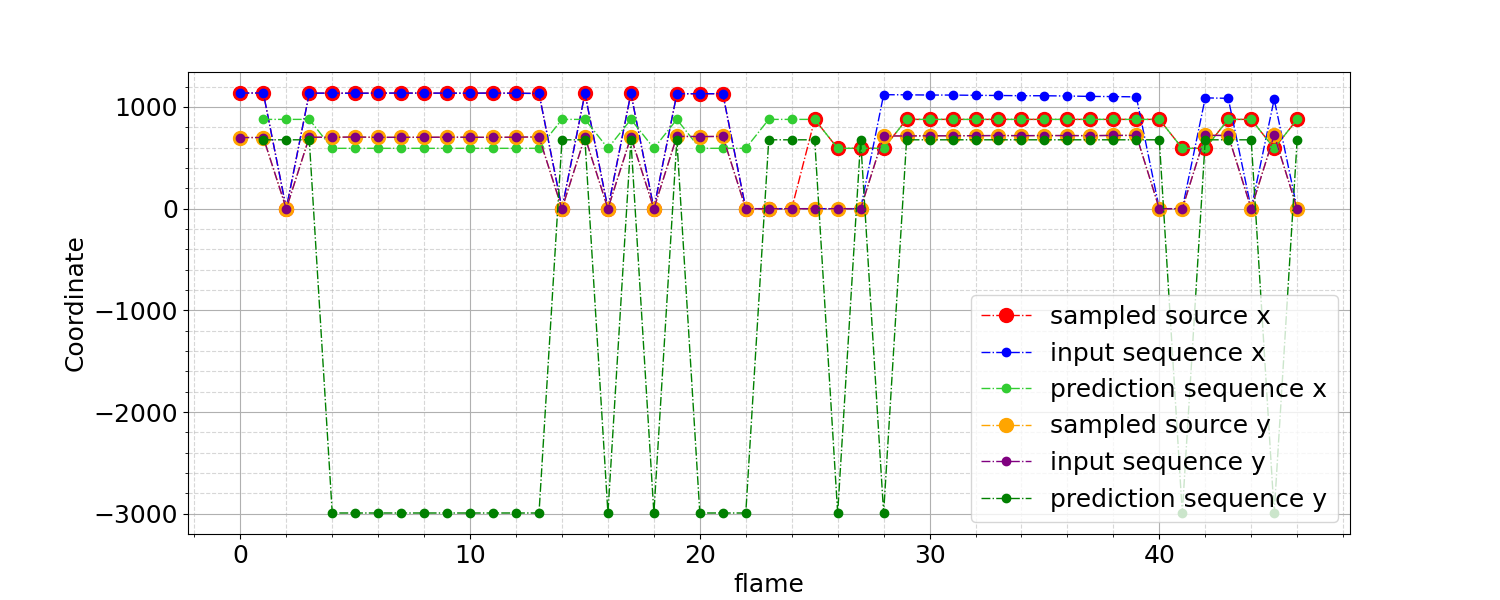 1000
0
−1000
−2000
−3000
Coordinate
0
10
20
30
40
flame
sampled source x
input sequence x
prediction sequence x
sampled source y
input sequence y
prediction sequence y